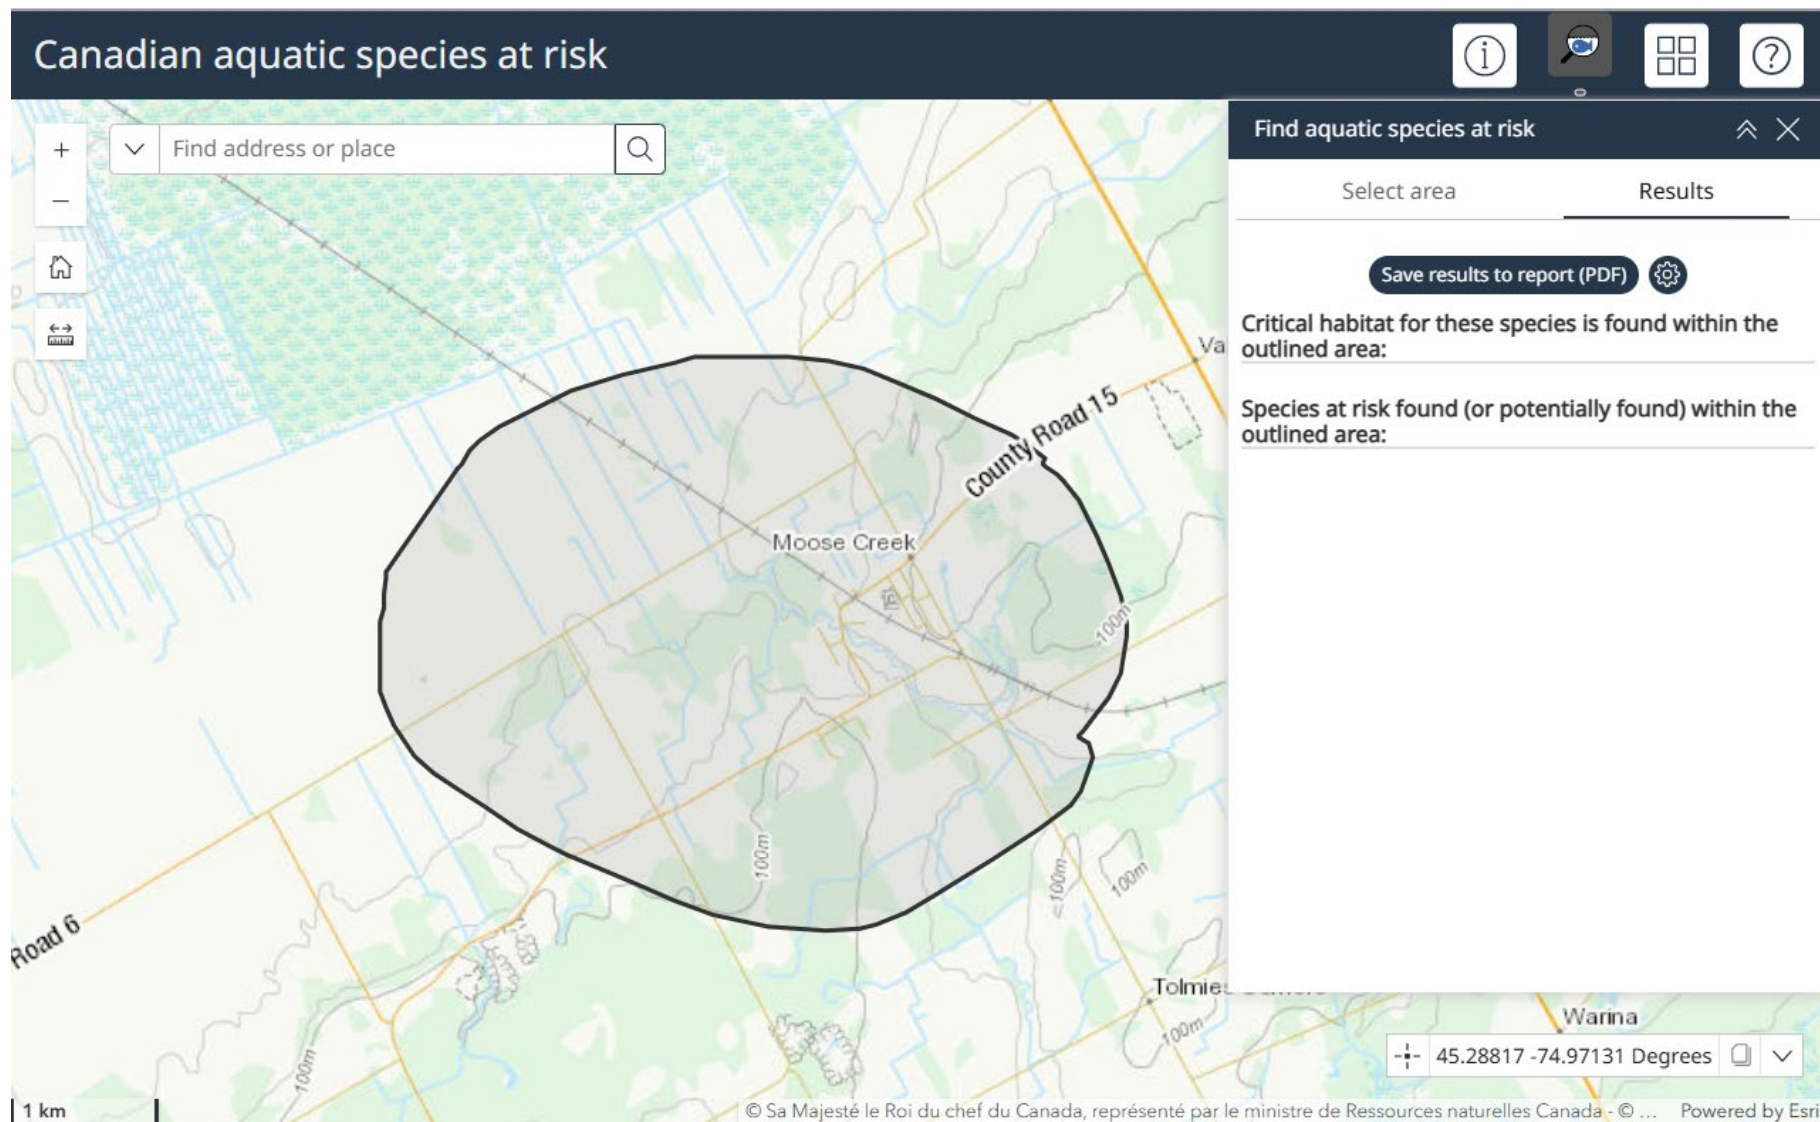 Canadian aquatic species at risk
Find address or place
Find aquatic species at risk
Select area
Results
Save results to report (PDF)
Critical habitat for these species is found within the
outlined area:
Species at risk found (or potentially found) within the
outlined area:
Va
County Road 15
Moose Creek
100m
100m
100m
100m
Road 6
Tolmies
100m
100m
Warina
45.28817 -74.97131 Degrees
1 km
© Sa Majesté le Roi du chef du Canada, représenté par le ministre de Ressources naturelles Canada - © ...
Powered by Esri